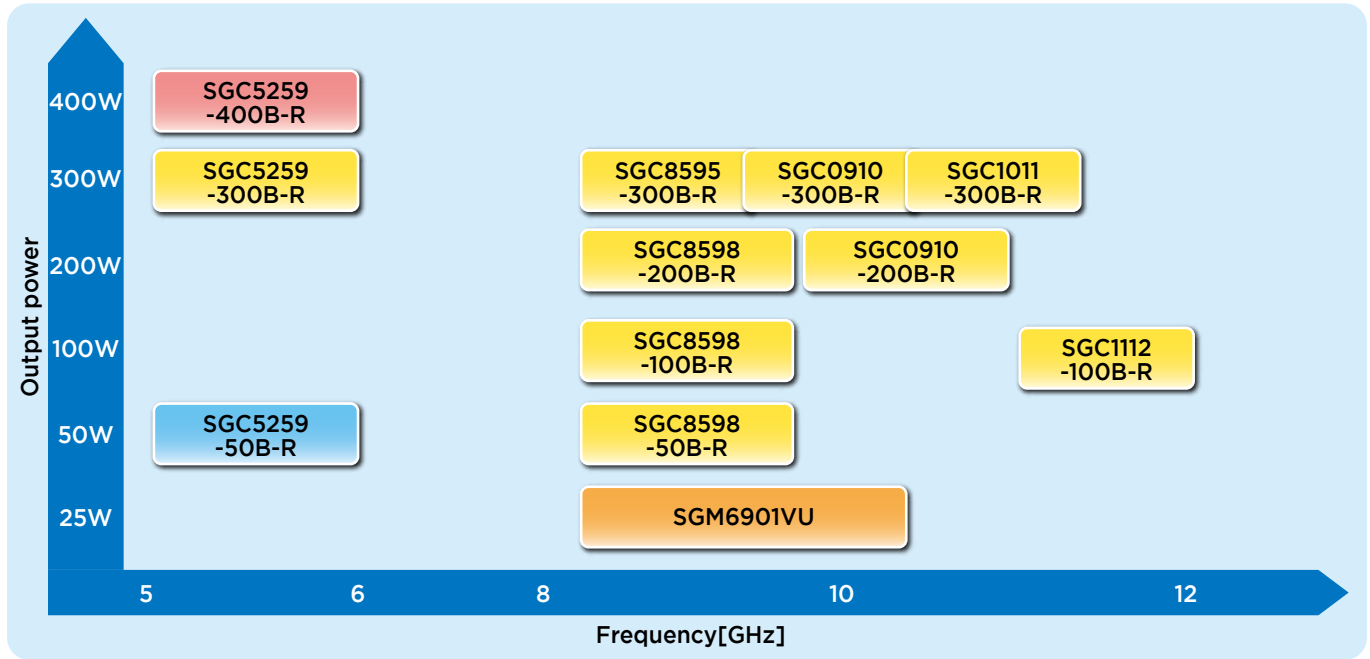 Output power
400W
SGC5259
-400B-R
300W
SGC5259
-300B-R
SGC8595
-300B-R
SGC0910
-300B-R
SGC1011
-300B-R
200W
SGC8598
-200B-R
SGC0910
-200B-R
100W
SGC8598
-100B-R
SGC1112
-100B-R
50W
SGC5259
-50B-R
SGC8598
-50B-R
25W
SGM6901VU
5 6 8 10 12
Frequency[GHz]